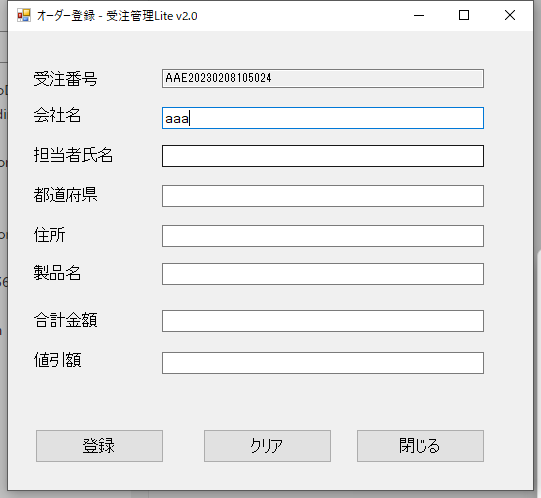 オーダー登録 - 受注管理Lite v2.0
受注番号 AAE20230208105024
会社名 aaa
担当者氏名
都道府県
住所
製品名
合計金額
値引額
登録 クリア 閉じる